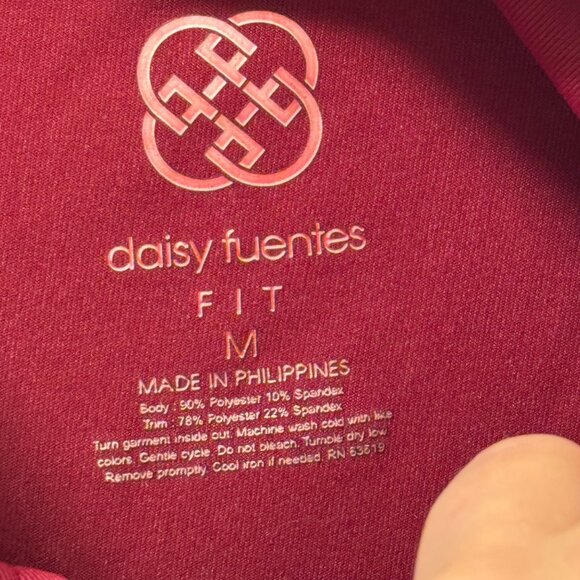 daisy fuentes
FIT
M
MADE IN PHILIPPINES
Body : 90% Polyester 10% Spandex
Trim : 78% Polyester 22% Spandex
Turn garment inside out. Machine wash cold with like
colors. Gentle cycle. Do not bleach. Tumble dry low
Remove promptly. Cool iron if needed. RN 63619